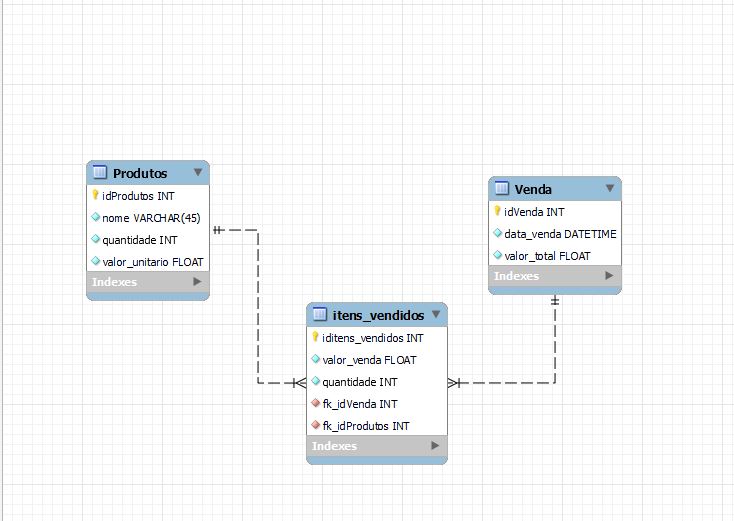 Produtos
idProdutos INT
nome VARCHAR(45)
quantidade INT
valor_unitario FLOAT
Indexes
Venda
idVenda INT
data_venda DATETIME
valor_total FLOAT
Indexes
itens_vendidos
iditens_vendidos INT
valor_venda FLOAT
quantidade INT
fk_idVenda INT
fk_idProdutos INT
Indexes